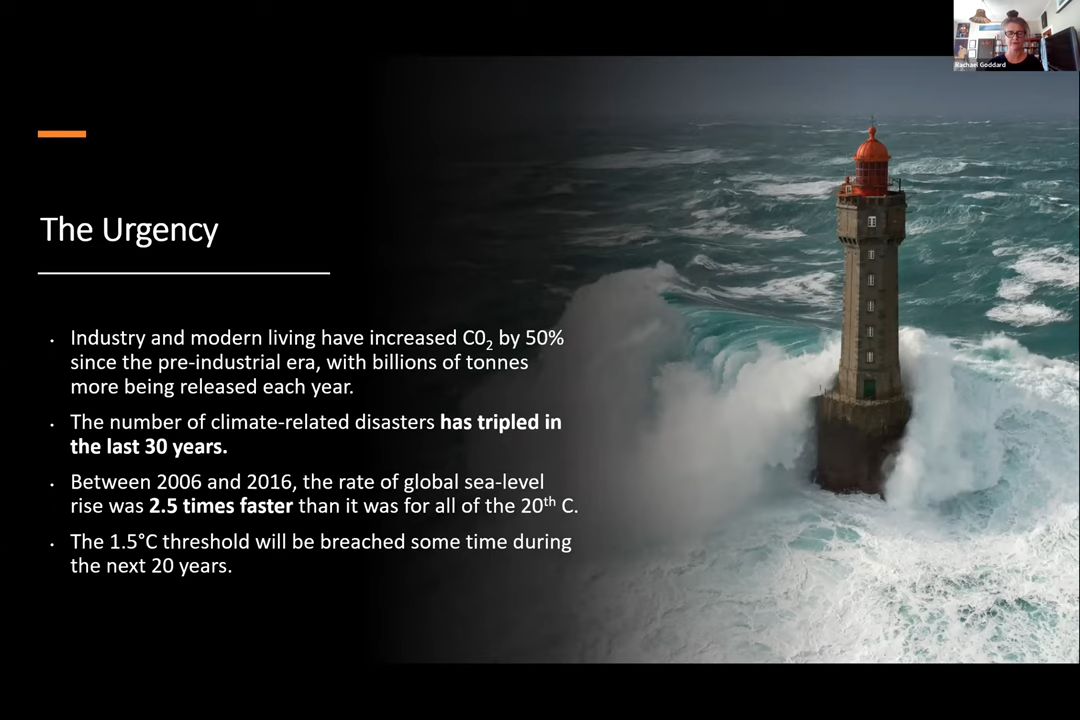 Rachael Goddard
The Urgency
• Industry and modern living have increased C0₂ by 50%
since the pre-industrial era, with billions of tonnes
more being released each year.
• The number of climate-related disasters has tripled in
the last 30 years.
• Between 2006 and 2016, the rate of global sea-level
rise was 2.5 times faster than it was for all of the 20th C.
• The 1.5°C threshold will be breached some time during
the next 20 years.